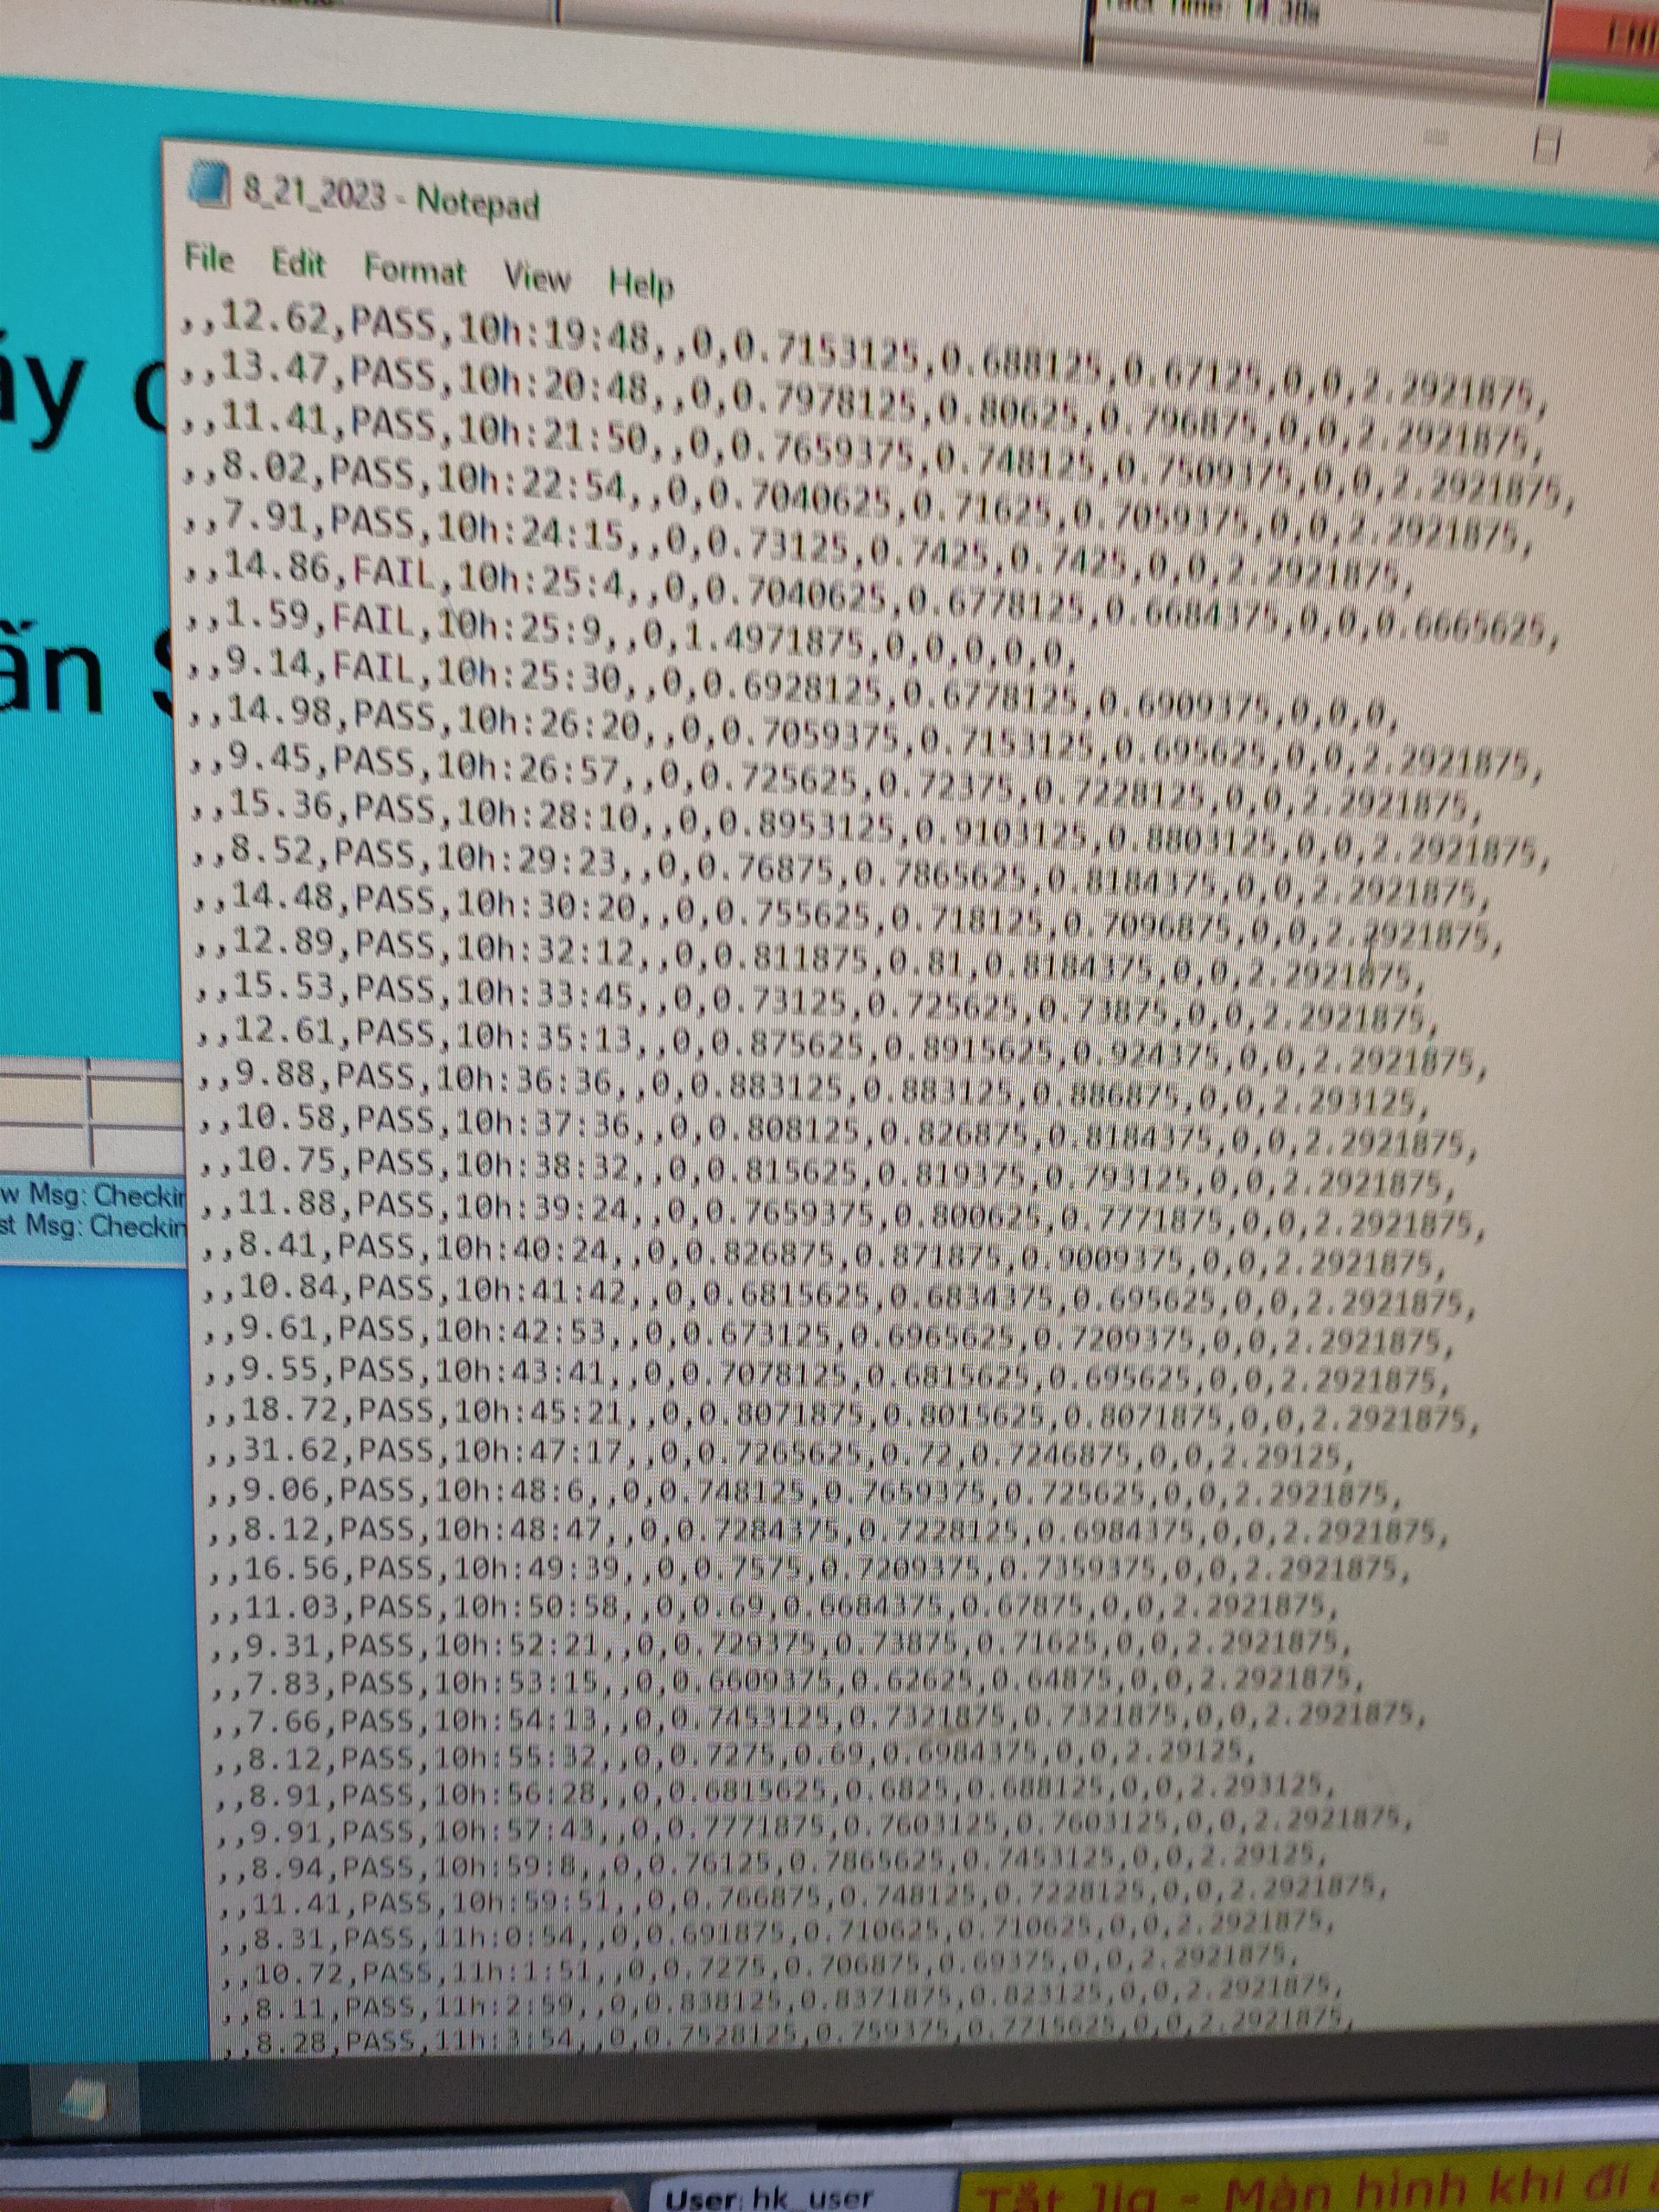 Time: 14.38s
8_21_2023 - Notepad
File Edit Format View Help
,,12.62,PASS,10h:19:48,,0,0.7153125,0.688125,0.67125,0,0,2.2921875,
,,13.47,PASS,10h:20:48,,0,0.7978125,0.80625,0.796875,0,0,2.2921875,
,,11.41,PASS,10h:21:50,,0,0.7659375,0.748125,0.7509375,0,0,2.2921875,
,,8.02,PASS,10h:22:54,,0,0.7040625,0.71625,0.7059375,0,0,2.2921875,
,,7.91,PASS,10h:24:15,,0,0.73125,0.7425,0.7425,0,0,2.2921875,
,,14.86,FAIL,10h:25:4,,0,0.7040625,0.6778125,0.6684375,0,0,0.6665625,
,,1.59,FAIL,10h:25:9,,0,1.4971875,0,0,0,0,0,
,,9.14,FAIL,10h:25:30,,0,0.6928125,0.6778125,0.6909375,0,0,0,
,,14.98,PASS,10h:26:20,,0,0.7059375,0.7153125,0.695625,0,0,2.2921875,
,,9.45,PASS,10h:26:57,,0,0.725625,0.72375,0.7228125,0,0,2.2921875,
,,15.36,PASS,10h:28:10,,0,0.8953125,0.9103125,0.8803125,0,0,2.2921875,
,,8.52,PASS,10h:29:23,,0,0.76875,0.7865625,0.8184375,0,0,2.2921875,
,,14.48,PASS,10h:30:20,,0,0.755625,0.718125,0.7096875,0,0,2.2921875,
,,12.89,PASS,10h:32:12,,0,0.811875,0.81,0.8184375,0,0,2.2921875,
,,15.53,PASS,10h:33:45,,0,0.73125,0.725625,0.73875,0,0,2.2921875,
,,12.61,PASS,10h:35:13,,0,0.875625,0.8915625,0.924375,0,0,2.2921875,
,,9.88,PASS,10h:36:36,,0,0.883125,0.883125,0.886875,0,0,2.293125,
,,10.58,PASS,10h:37:36,,0,0.808125,0.826875,0.8184375,0,0,2.2921875,
,,10.75,PASS,10h:38:32,,0,0.815625,0.819375,0.793125,0,0,2.2921875,
,,11.88,PASS,10h:39:24,,0,0.7659375,0.800625,0.7771875,0,0,2.2921875,
,,8.41,PASS,10h:40:24,,0,0.826875,0.871875,0.9009375,0,0,2.2921875,
,,10.84,PASS,10h:41:42,,0,0.6815625,0.6834375,0.695625,0,0,2.2921875,
,,9.61,PASS,10h:42:53,,0,0.673125,0.6965625,0.7209375,0,0,2.2921875,
,,9.55,PASS,10h:43:41,,0,0.7078125,0.6815625,0.695625,0,0,2.2921875,
,,18.72,PASS,10h:45:21,,0,0.8071875,0.8015625,0.8071875,0,0,2.2921875,
,,31.62,PASS,10h:47:17,,0,0.7265625,0.72,0.7246875,0,0,2.29125,
,,9.06,PASS,10h:48:6,,0,0.748125,0.7659375,0.725625,0,0,2.2921875,
,,8.12,PASS,10h:48:47,,0,0.7284375,0.7228125,0.6984375,0,0,2.2921875,
,,16.56,PASS,10h:49:39,,0,0.7575,0.7209375,0.7359375,0,0,2.2921875,
,,11.03,PASS,10h:50:58,,0,0.69,0.6684375,0.67875,0,0,2.2921875,
,,9.31,PASS,10h:52:21,,0,0.729375,0.73875,0.71625,0,0,2.2921875,
,,7.83,PASS,10h:53:15,,0,0.6609375,0.62625,0.64875,0,0,2.2921875,
,,7.66,PASS,10h:54:13,,0,0.7453125,0.7321875,0.7321875,0,0,2.2921875,
,,8.12,PASS,10h:55:32,,0,0.7275,0.69,0.6984375,0,0,2.29125,
,,8.91,PASS,10h:56:28,,0,0.6815625,0.6825,0.688125,0,0,2.293125,
,,9.91,PASS,10h:57:43,,0,0.7771875,0.7603125,0.7603125,0,0,2.2921875,
,,8.94,PASS,10h:59:8,,0,0.76125,0.7865625,0.7453125,0,0,2.29125,
,,11.41,PASS,10h:59:51,,0,0.766875,0.748125,0.7228125,0,0,2.2921875,
,,8.31,PASS,11h:0:54,,0,0.691875,0.710625,0.710625,0,0,2.2921875,
,,10.72,PASS,11h:1:51,,0,0.7275,0.706875,0.69375,0,0,2.2921875,
,,8.11,PASS,11h:2:59,,0,0.838125,0.8371875,0.823125,0,0,2.2921875,
,,8.28,PASS,11h:3:54,,0,0.7528125,0.759375,0.7715625,0,0,2.2921875,
w Msg: Checkin
st Msg: Checkin
User: hk_user
Tắt Jig - Màn hình khi đi